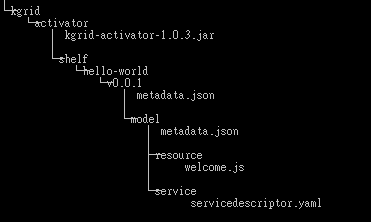 kgrid
activator
kgrid-activator-1.0.3.jar
shelf
hello-world
v0.0.1
metadata.json
model
metadata.json
resource
welcome.js
service
servicedescriptor.yaml